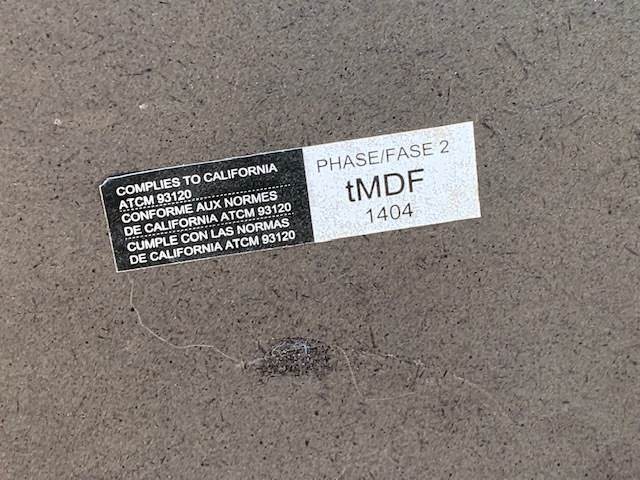 COMPLIES TO CALIFORNIA
ATCM 93120
CONFORME AUX NORMES
DE CALIFORNIA ATCM 93120
CUMPLE CON LAS NORMAS
DE CALIFORNIA ATCM 93120
PHASE/FASE 2
tMDF
1404